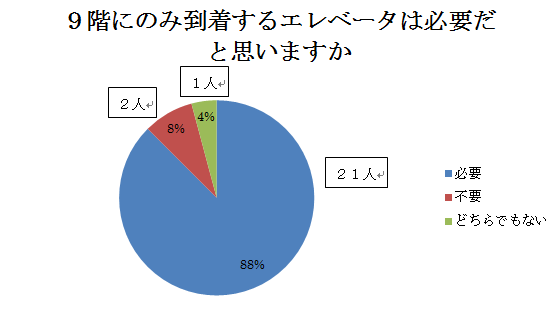 ９階にのみ到着するエレベータは必要だ
と思いますか
１人↵
２人↵
4%
8%
２１人↵
必要
不要
どちらでもない
88%